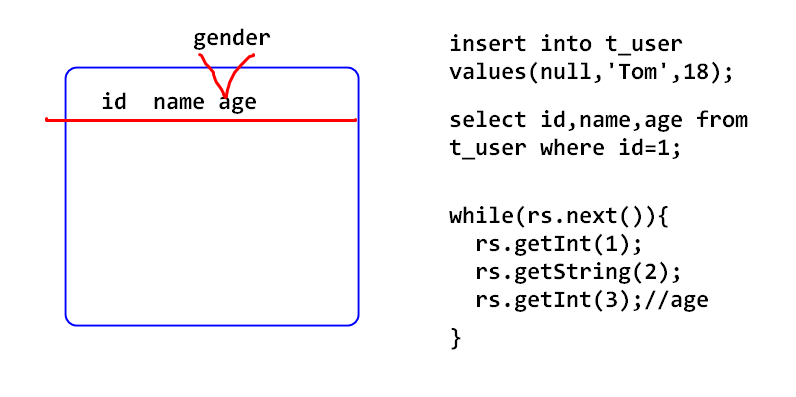 gender
id name age
insert into t_user
values(null,'Tom',18);
select id,name,age from
t_user where id=1;
while(rs.next()){
rs.getInt(1);
rs.getString(2);
rs.getInt(3);//age
}